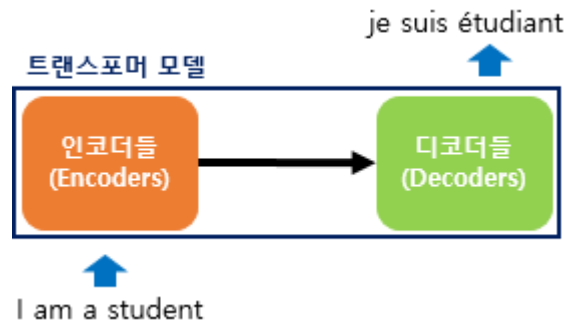 je suis étudiant
트랜스포머 모델
인코더들
(Encoders)
디코더들
(Decoders)
I am a student